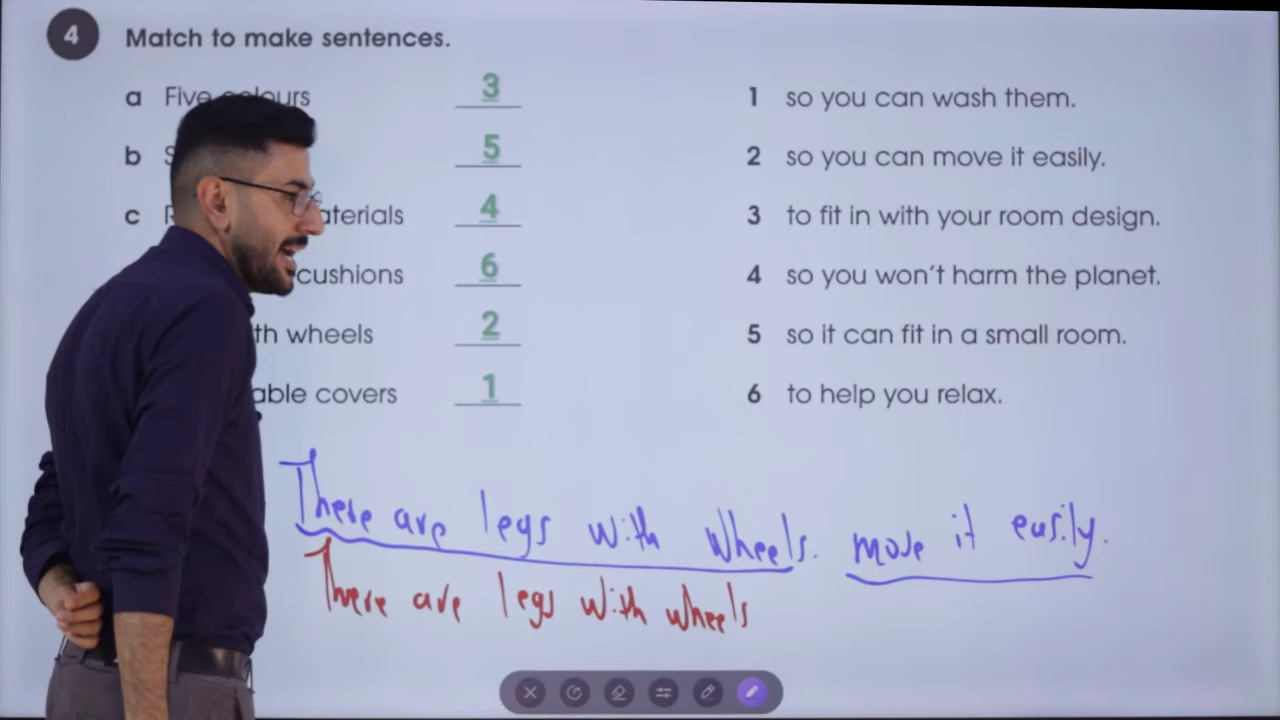 4 Match to make sentences.
a Five colours 3 1 so you can wash them.
b 5 2 so you can move it easily.
c 4 3 to fit in with your room design.
cushions 6 4 so you won't harm the planet.
wheels 2 5 so it can fit in a small room.
covers 1 6 to help you relax.
There are legs with wheels. move it easily.
There are legs with wheels